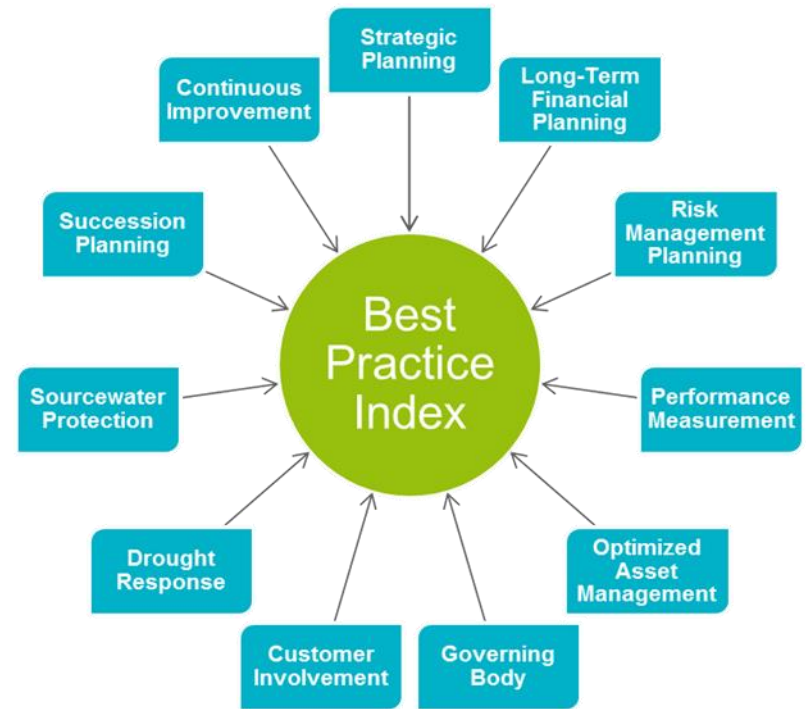 Strategic
Planning
Long-Term
Financial
Planning
Risk
Management
Planning
Performance
Measurement
Optimized
Asset
Management
Governing
Body
Customer
Involvement
Drought
Response
Sourcewater
Protection
Succession
Planning
Continuous
Improvement
Best
Practice
Index